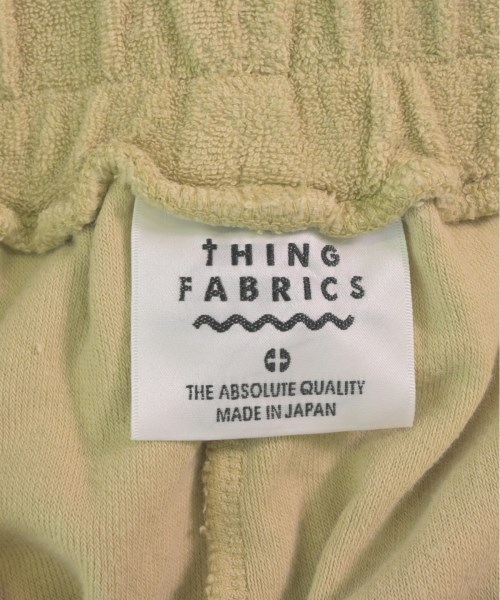 tHING
FABRICS
THE ABSOLUTE QUALITY
MADE IN JAPAN